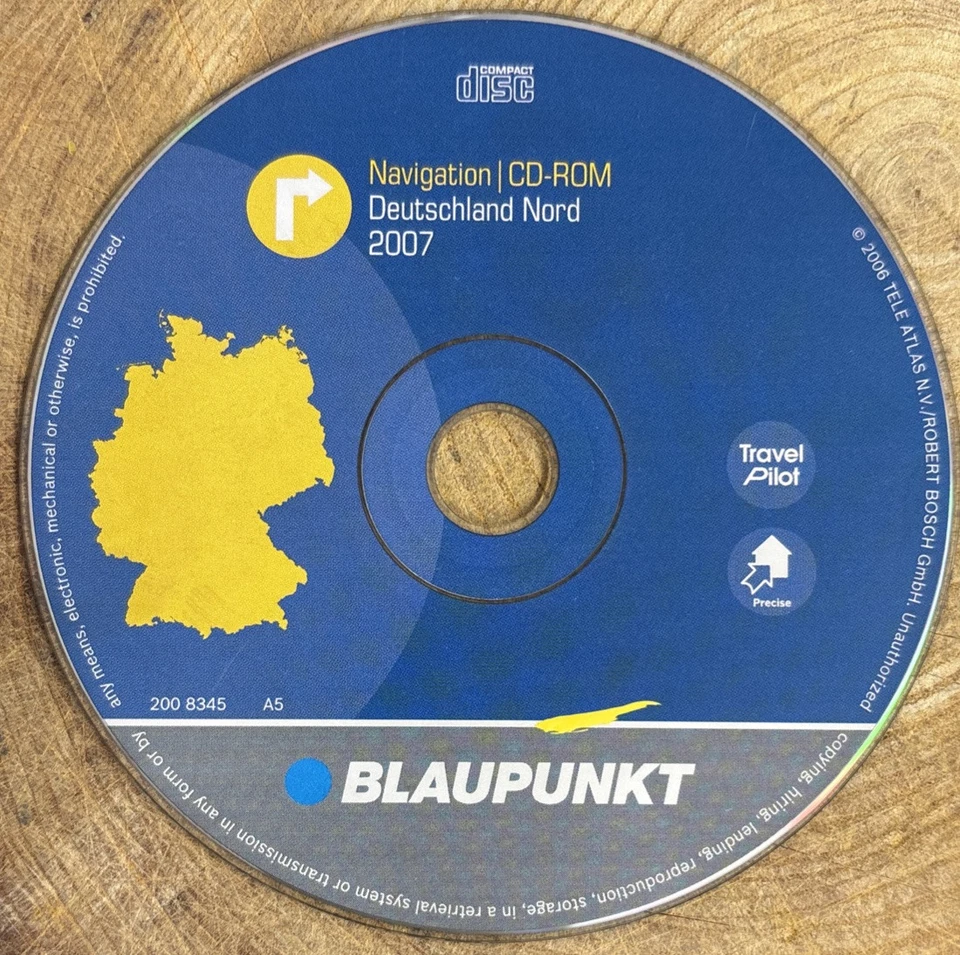 COMPACT
disc
Navigation | CD-ROM
Deutschland Nord
2007
Travel
Pilot
Precise
200 8345 A5
BLAUPUNKT
© 2006 TELE ATLAS N.V./ROBERT BOSCH GmbH. Unauthorized
copying, hiring, lending, reproduction, storage, in a retrieval system or transmission in any form or by
any means, electronic, mechanical or otherwise, is prohibited.